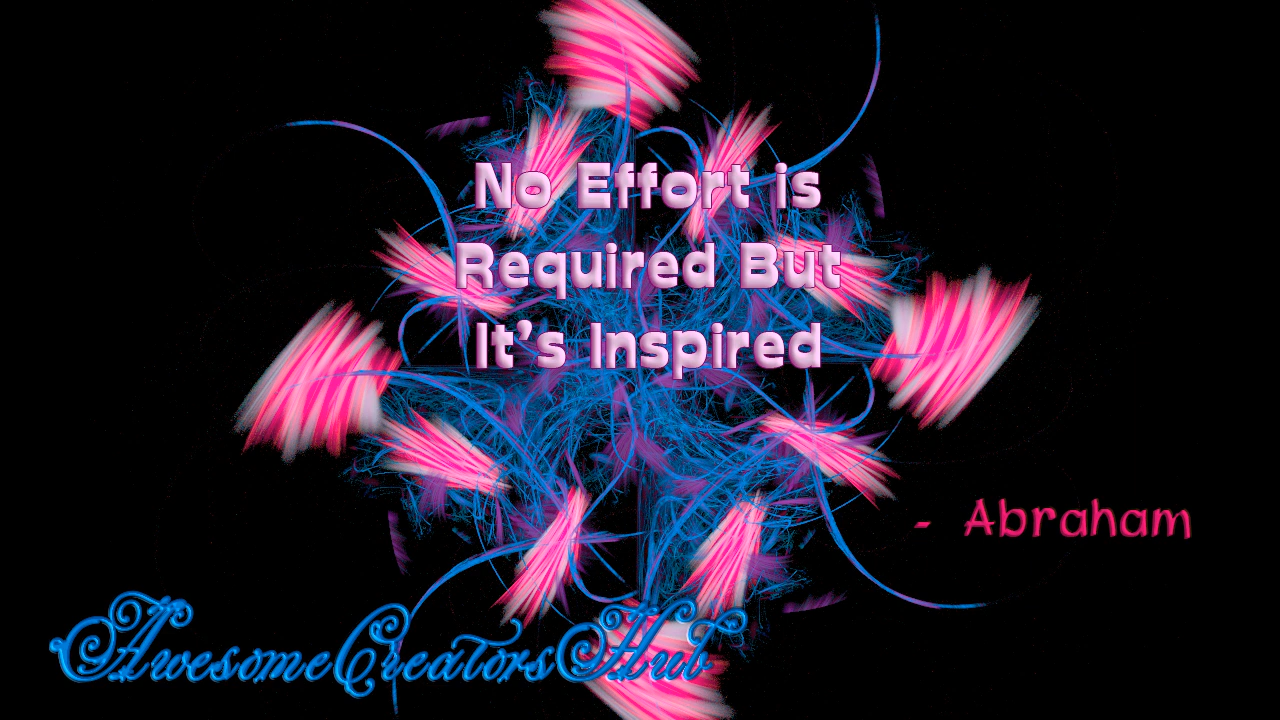 No Effort is
Required But
It's Inspired
- Abraham
AwesomeCreatorsHub